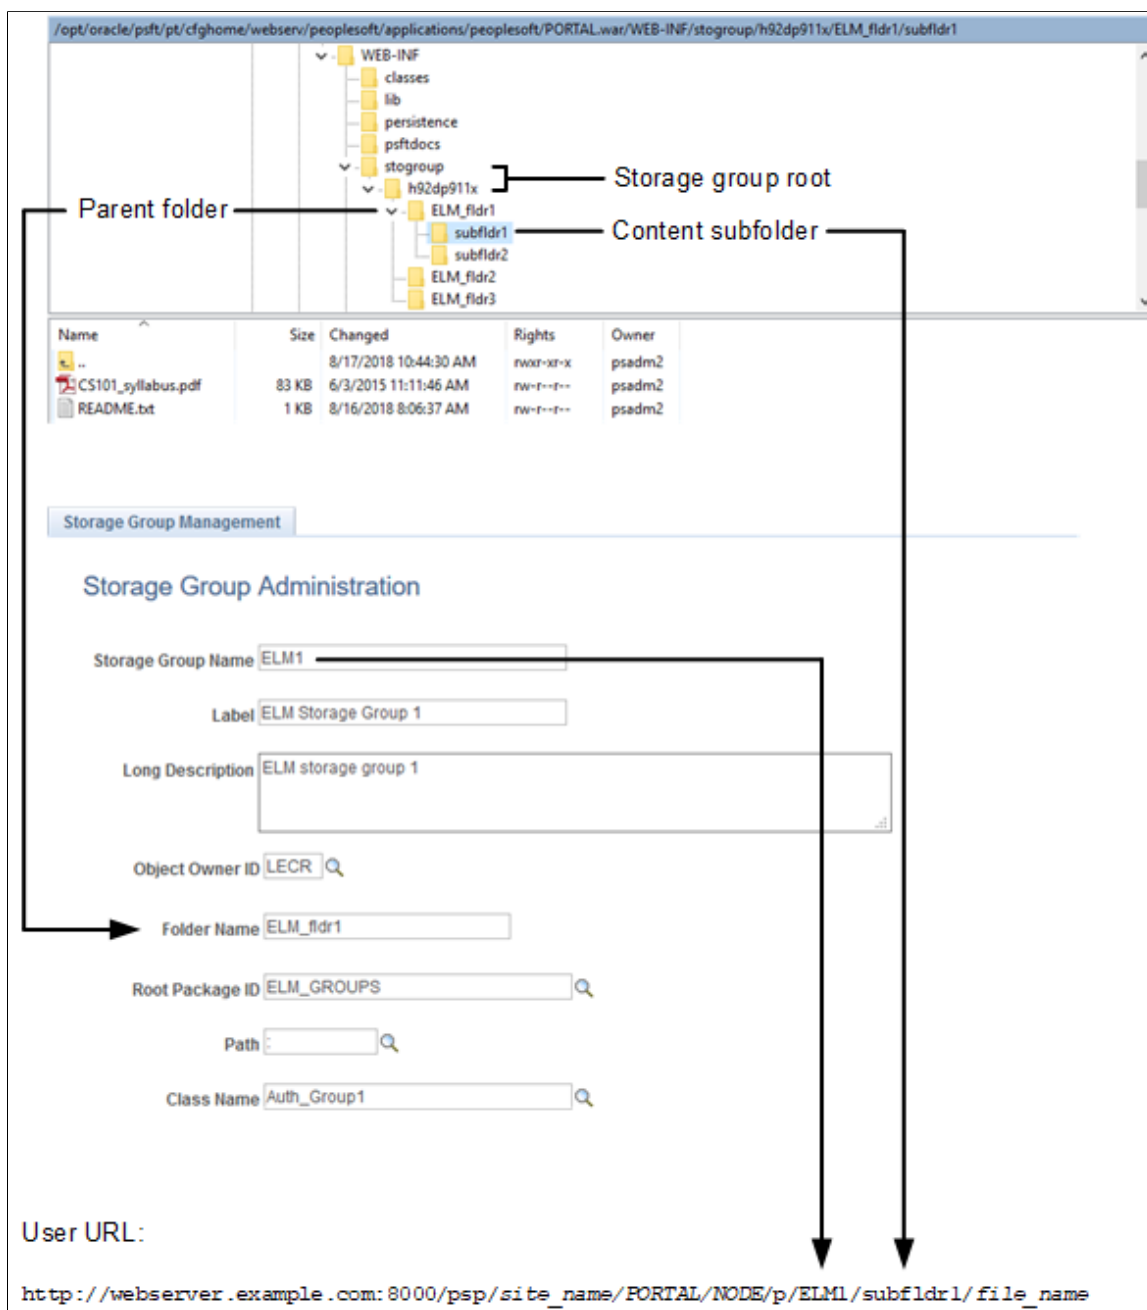 /opt/oracle/psft/pt/cfghome/webserv/peoplesoft/applications/peoplesoft/PORTAL.war/WEB-INF/stogroup/h92dp911x/ELM_fldr1/subfldr1
WEB-INF
classes
lib
persistence
psftdocs
stogroup
Storage group root
h92dp911x
Parent folder
ELM_fldr1
subfldr1
Content subfolder
subfldr2
ELM_fldr2
ELM_fldr3
Name Size Changed Rights Owner
.. 8/17/2018 10:44:30 AM rwxr-xr-x psadm2
CS101_syllabus.pdf 83 KB 6/3/2015 11:11:46 AM rw-r--r-- psadm2
README.txt 1 KB 8/16/2018 8:06:37 AM rw-r--r-- psadm2
Storage Group Management
Storage Group Administration
Storage Group Name ELM1
Label ELM Storage Group 1
Long Description ELM storage group 1
Object Owner ID LECR
Folder Name ELM_fldr1
Root Package ID ELM_GROUPS
Path :
Class Name Auth_Group1
User URL:
http://webserver.example.com:8000/psp/site_name/PORTAL/NODE/p/ELM1/subfldr1/file_name